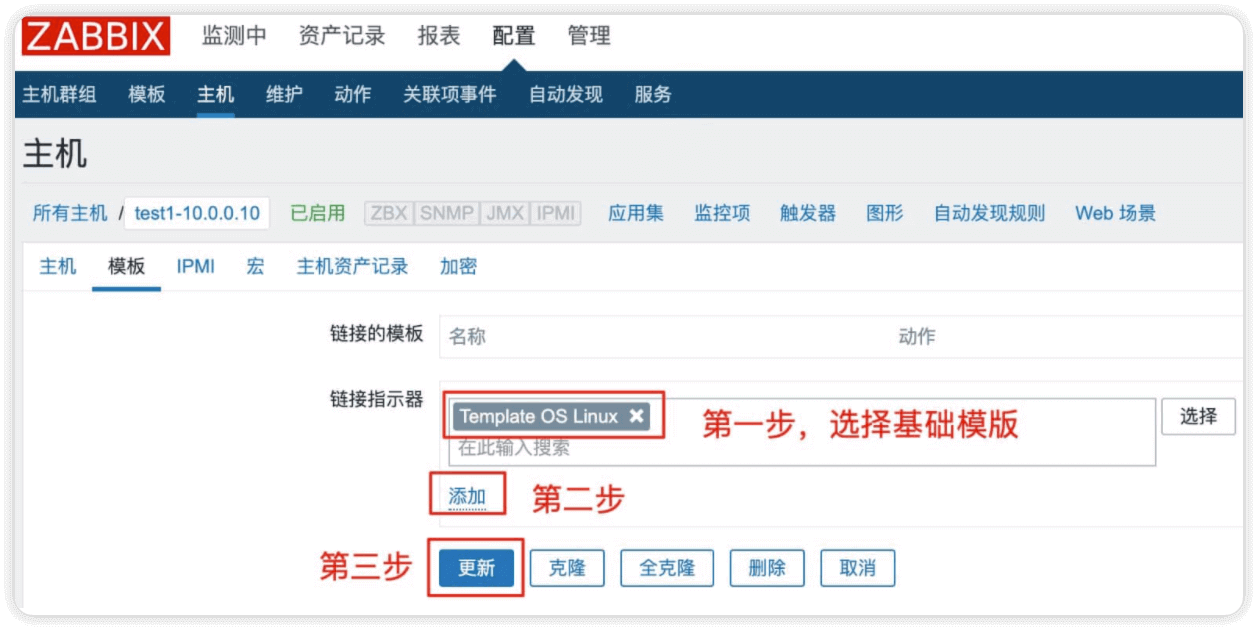 ZABBIX 监测中 资产记录 报表 配置 管理
主机群组 模板 主机 维护 动作 关联项事件 自动发现 服务
主机
所有主机 / test1-10.0.0.10 已启用 ZBX SNMP JMX IPMI 应用集 监控项 触发器 图形 自动发现规则 Web 场景
主机 模板 IPMI 宏 主机资产记录 加密
链接的模板 名称 动作
链接指示器 Template OS Linux ✖ 第一步，选择基础模版 选择
在此输入搜索
添加 第二步
第三步 更新 克隆 全克隆 删除 取消